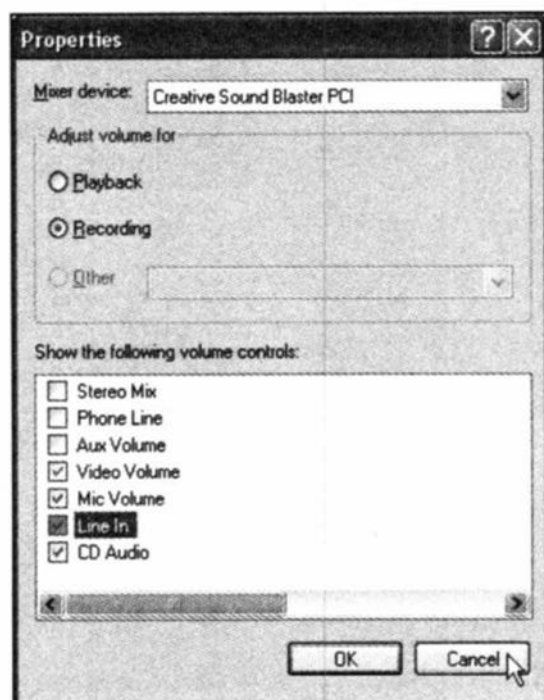 Properties
Mixer device: Creative Sound Blaster PCI
Adjust volume for
Playback
Recording
Other
Show the following volume controls:
Stereo Mix
Phone Line
Aux Volume
Video Volume
Mic Volume
Line In
CD Audio
OK Cancel